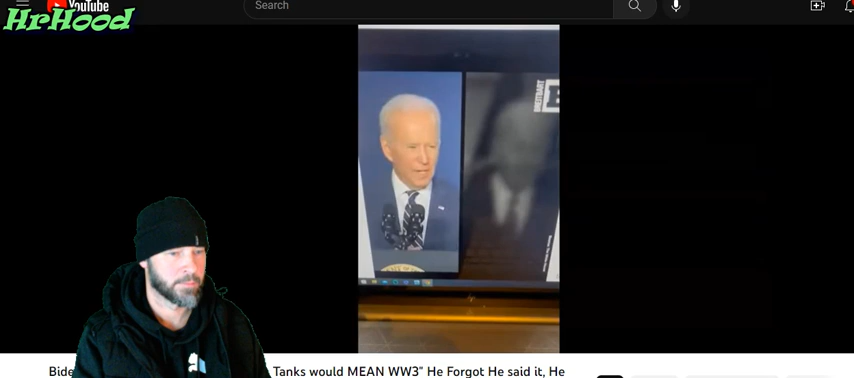 YouTube
HrHood
Search
BREITBART
Bide
Tanks would MEAN WW3" He Forgot He said it, He